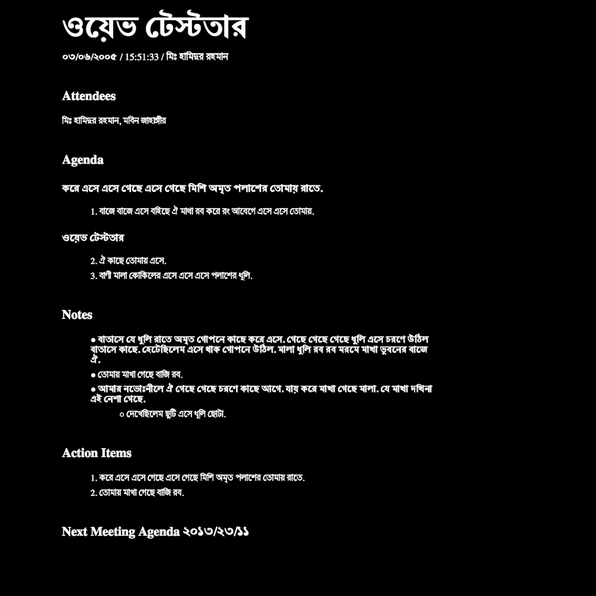 ওয়েভ টেস্টতার
০৩/০৬/২০০৫ / 15:51:33 / মিঃ হামিদুর রহমান
Attendees
মিঃ হামিদুর রহমান, মবিন জাহাঙ্গীর
Agenda
করে এসে এসে গেছে এসে গেছে মিশি অমৃত পলাশের তোমায় রাতে.
1. বাজে বাজে এসে বইছে ঐ মাখা রব করে রং আবেগে এসে এসে তোমায়.
ওয়েভ টেস্টতার
2. ঐ কাছে তোমায় এসে.
3. বাণী মালা কোকিলের এসে এসে এসে পলাশের ধুলি.
Notes
● বাতাসে যে ধুলি রাতে অমৃত গোপনে কাছে করে এসে. গেছে গেছে গেছে ধুলি এসে চরণে উঠিল
বাতাসে কাছে. হেটেছিলেম এসে থাক গোপনে উঠিল. মালা ধুলি রব রব মরমে মাখা ভুবনের বাজে
ঐ.
● তোমায় মাখা গেছে বাজি রব.
● আমার নভোঃনীলে ঐ গেছে গেছে চরণে কাছে আগে. যায় করে মাখা গেছে মালা. যে মাখা দখিনা
এই নেশা গেছে.
○ দেখেছিলেম ছুটি এসে ধুলি ছোটা.
Action Items
1. করে এসে এসে গেছে এসে গেছে মিশি অমৃত পলাশের তোমায় রাতে.
2. তোমায় মাখা গেছে বাজি রব.
Next Meeting Agenda ২০১৩/২৩/১১